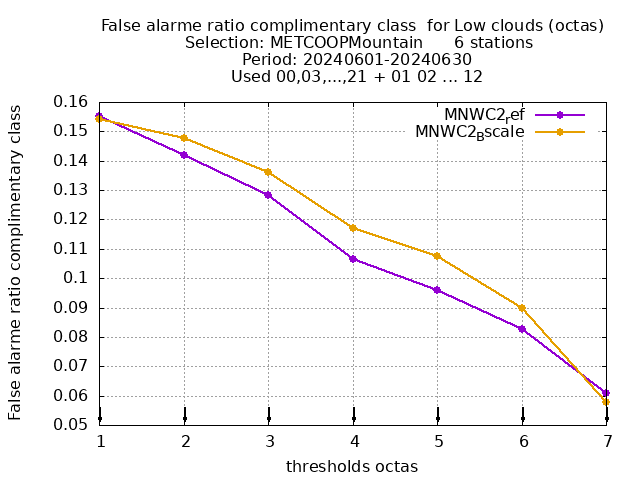 False alarme ratio complimentary class  for Low clouds (octas)
Selection: METCOOPMountain      6 stations
Period: 20240601-20240630
Used 00,03,...,21 + 01 02 ... 12
False alarme ratio complimentary class
MNWC2ref
MNWC2Bscale
0.16
0.15
0.14
0.13
0.12
0.11
0.1
0.09
0.08
0.07
0.06
0.05
1 2 3 4 5 6 7
thresholds octas